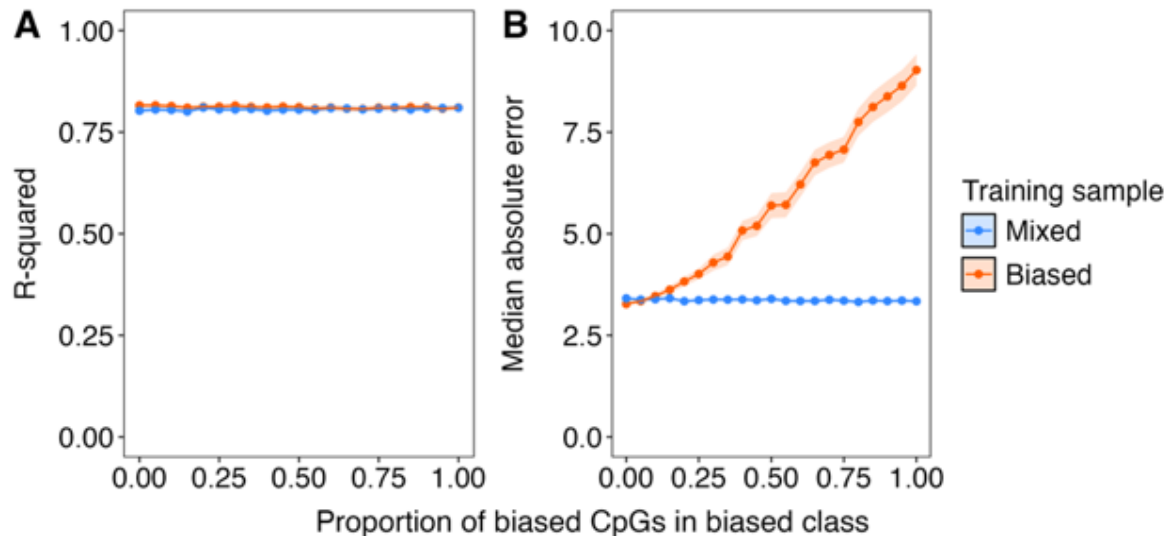 A
B
1.00
0.75
0.50
0.25
0.00
R-squared
0.00 0.25 0.50 0.75 1.00
10.0
7.5
5.0
2.5
0.0
Median absolute error
0.00 0.25 0.50 0.75 1.00
Proportion of biased CpGs in biased class
Training sample
Mixed
Biased